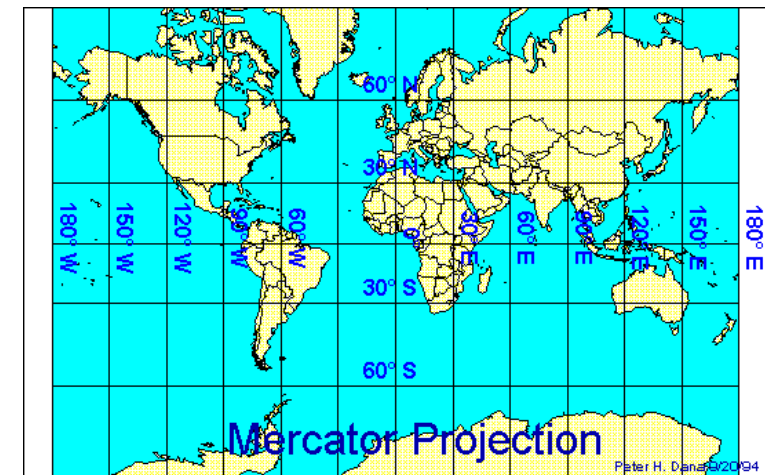 60° N
30° N
180° W
150° W
120° W
90° W
60° W
0°
30° E
60° E
90° E
120° E
150° E
180° E
30° S
60° S
Mercator Projection
Peter H. Dana 9/20/94